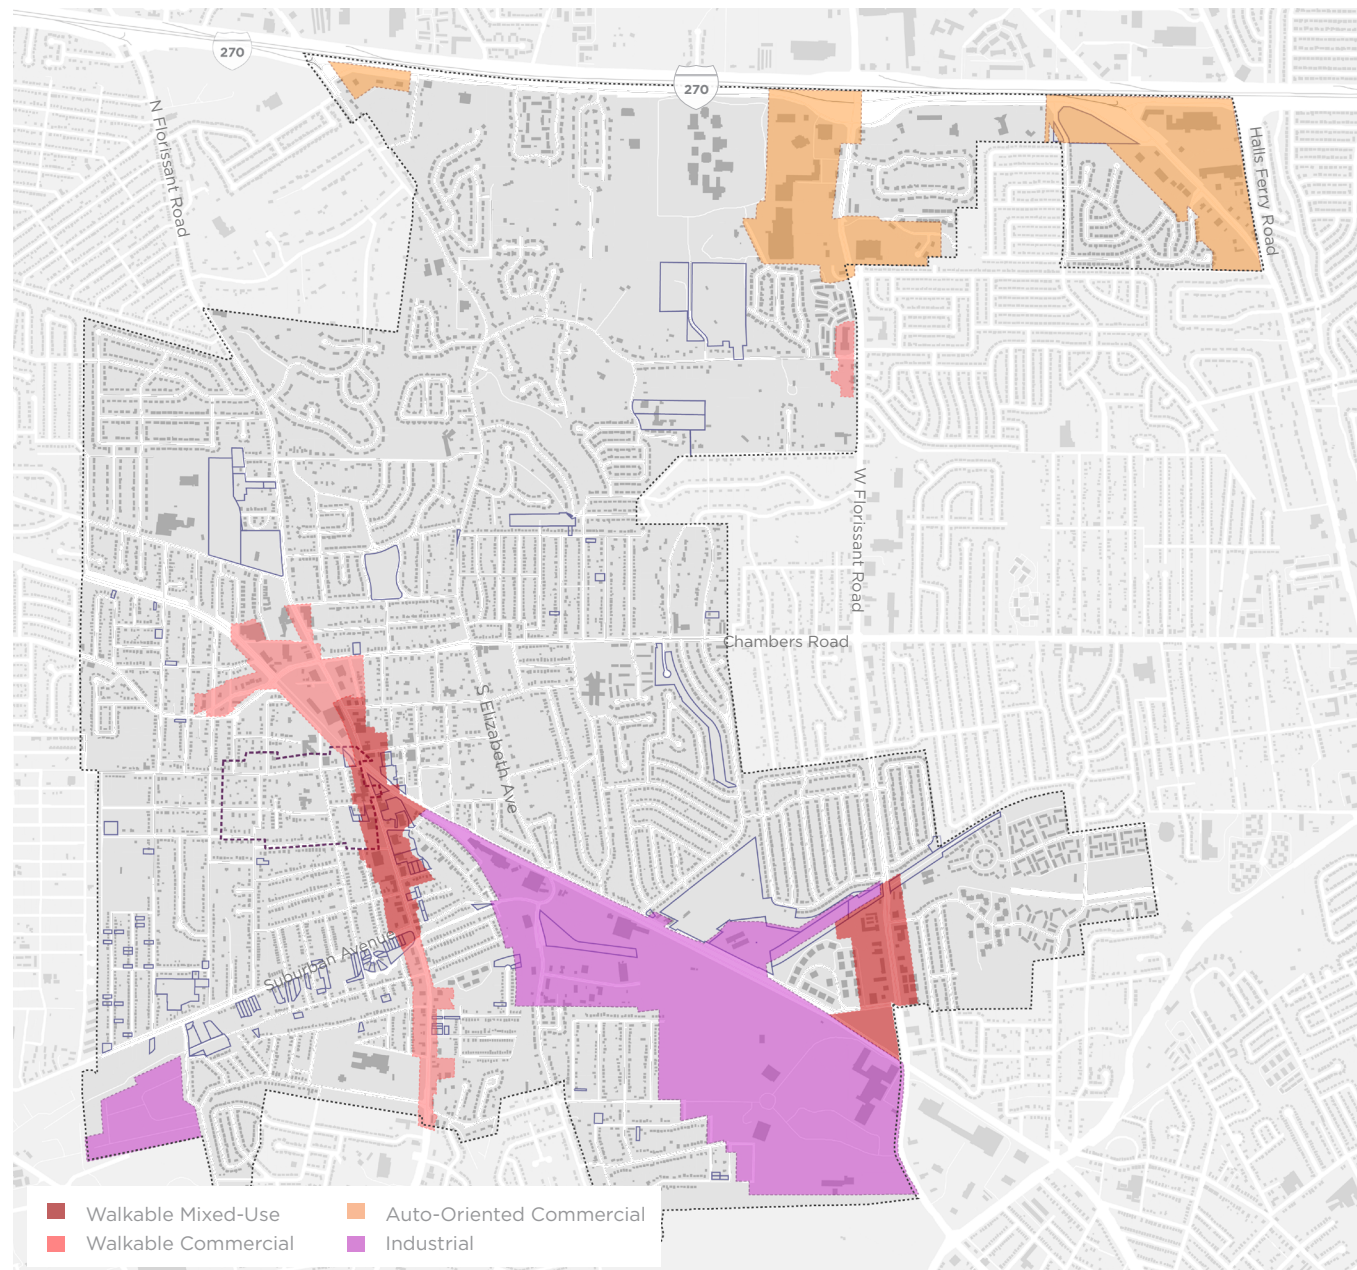 270
270
N Florissant Road
Halls Ferry Road
W Florissant Road
Chambers Road
S Elizabeth Ave
Suburban Avenue
Walkable Mixed-Use
Auto-Oriented Commercial
Walkable Commercial
Industrial